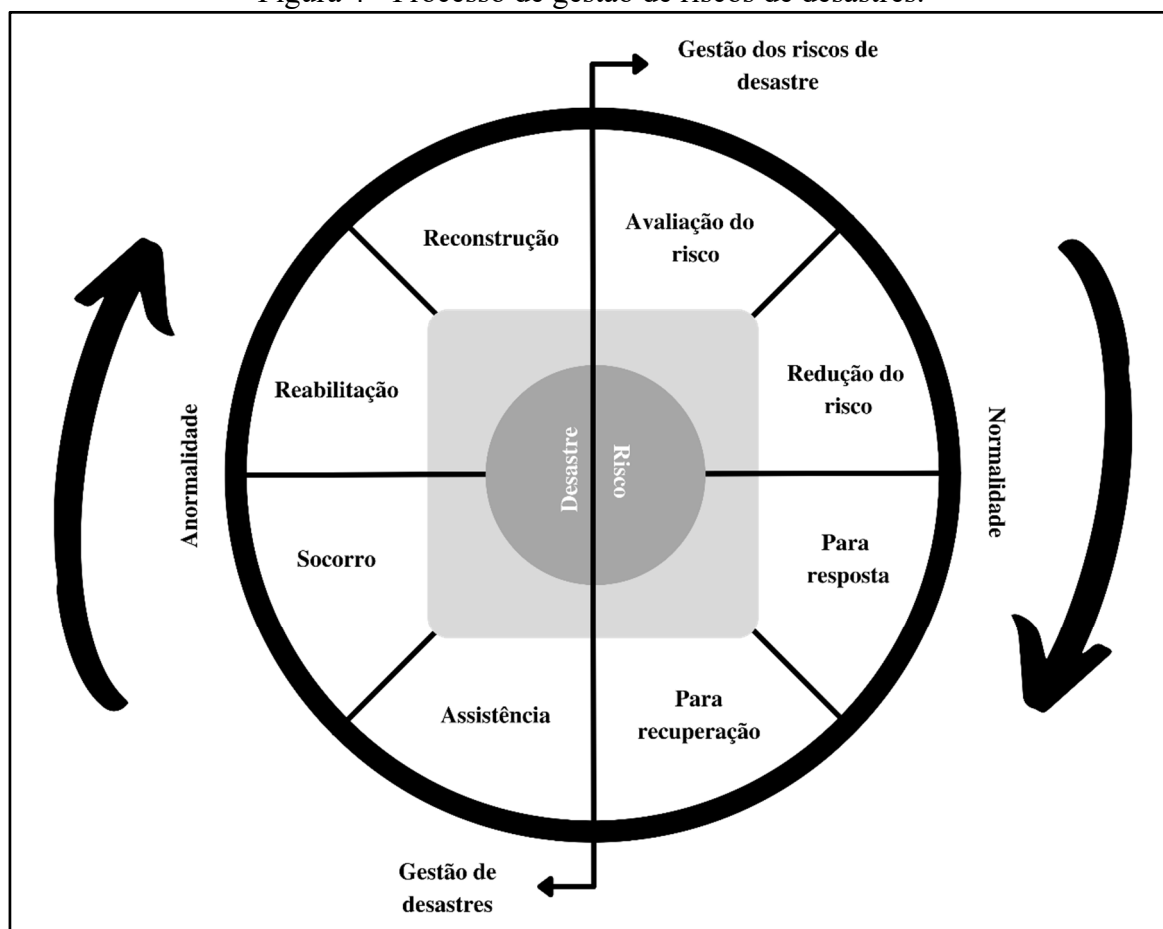 Figura 4 - Processo de gestão de riscos de desastres.
Gestão dos riscos de
desastre
Reconstrução
Avaliação do
risco
Reabilitação
Redução do
risco
Anormalidade
Desastre
Risco
Normalidade
Socorro
Para
resposta
Assistência
Para
recuperação
Gestão de
desastres